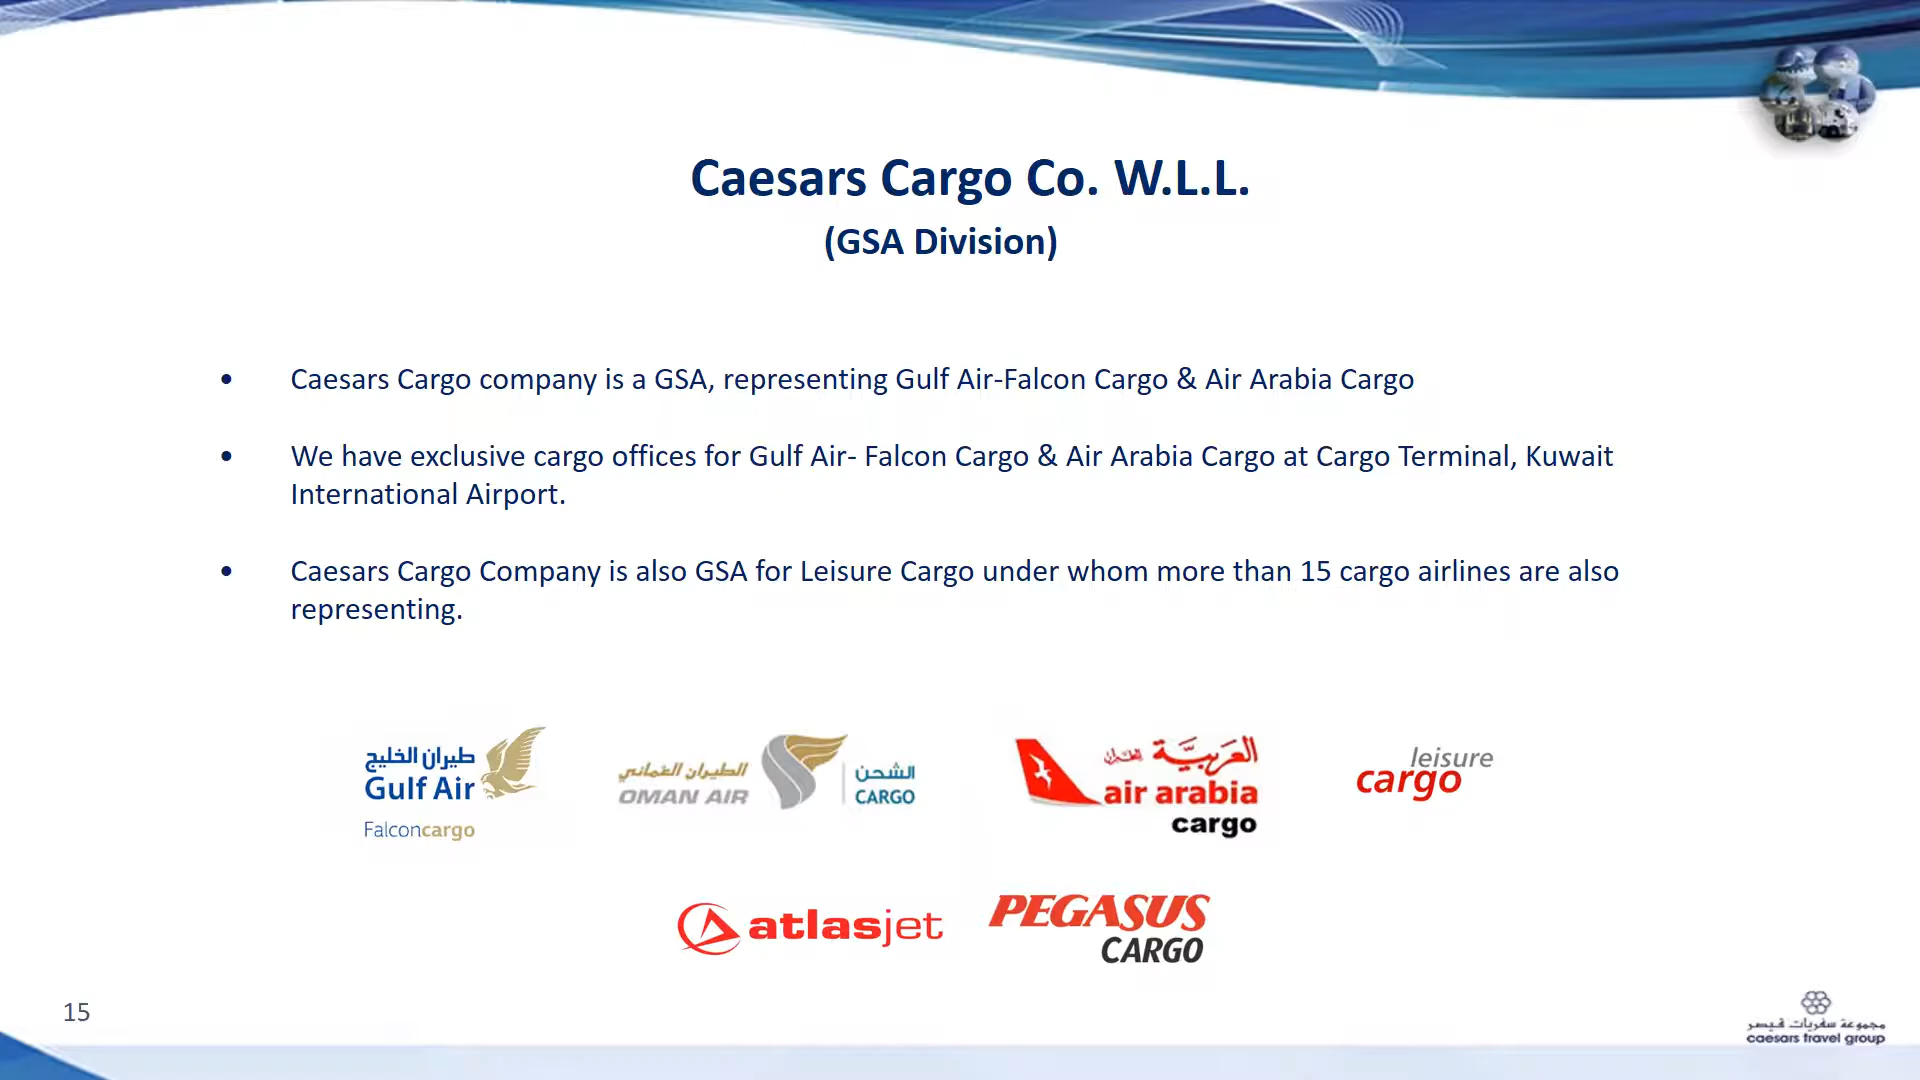 Caesars Cargo Co. W.L.L.
(GSA Division)
• Caesars Cargo company is a GSA, representing Gulf Air-Falcon Cargo & Air Arabia Cargo
• We have exclusive cargo offices for Gulf Air- Falcon Cargo & Air Arabia Cargo at Cargo Terminal, Kuwait
International Airport.
• Caesars Cargo Company is also GSA for Leisure Cargo under whom more than 15 cargo airlines are also
representing.
طيران الخليج
Gulf Air
Falconcargo
الطيران العماني
OMAN AIR
الشحن
CARGO
العربية للطيران
air arabia
cargo
leisure
cargo
atlasjet
PEGASUS
CARGO
15
مجموعة سفريات قيصر
caesars travel group